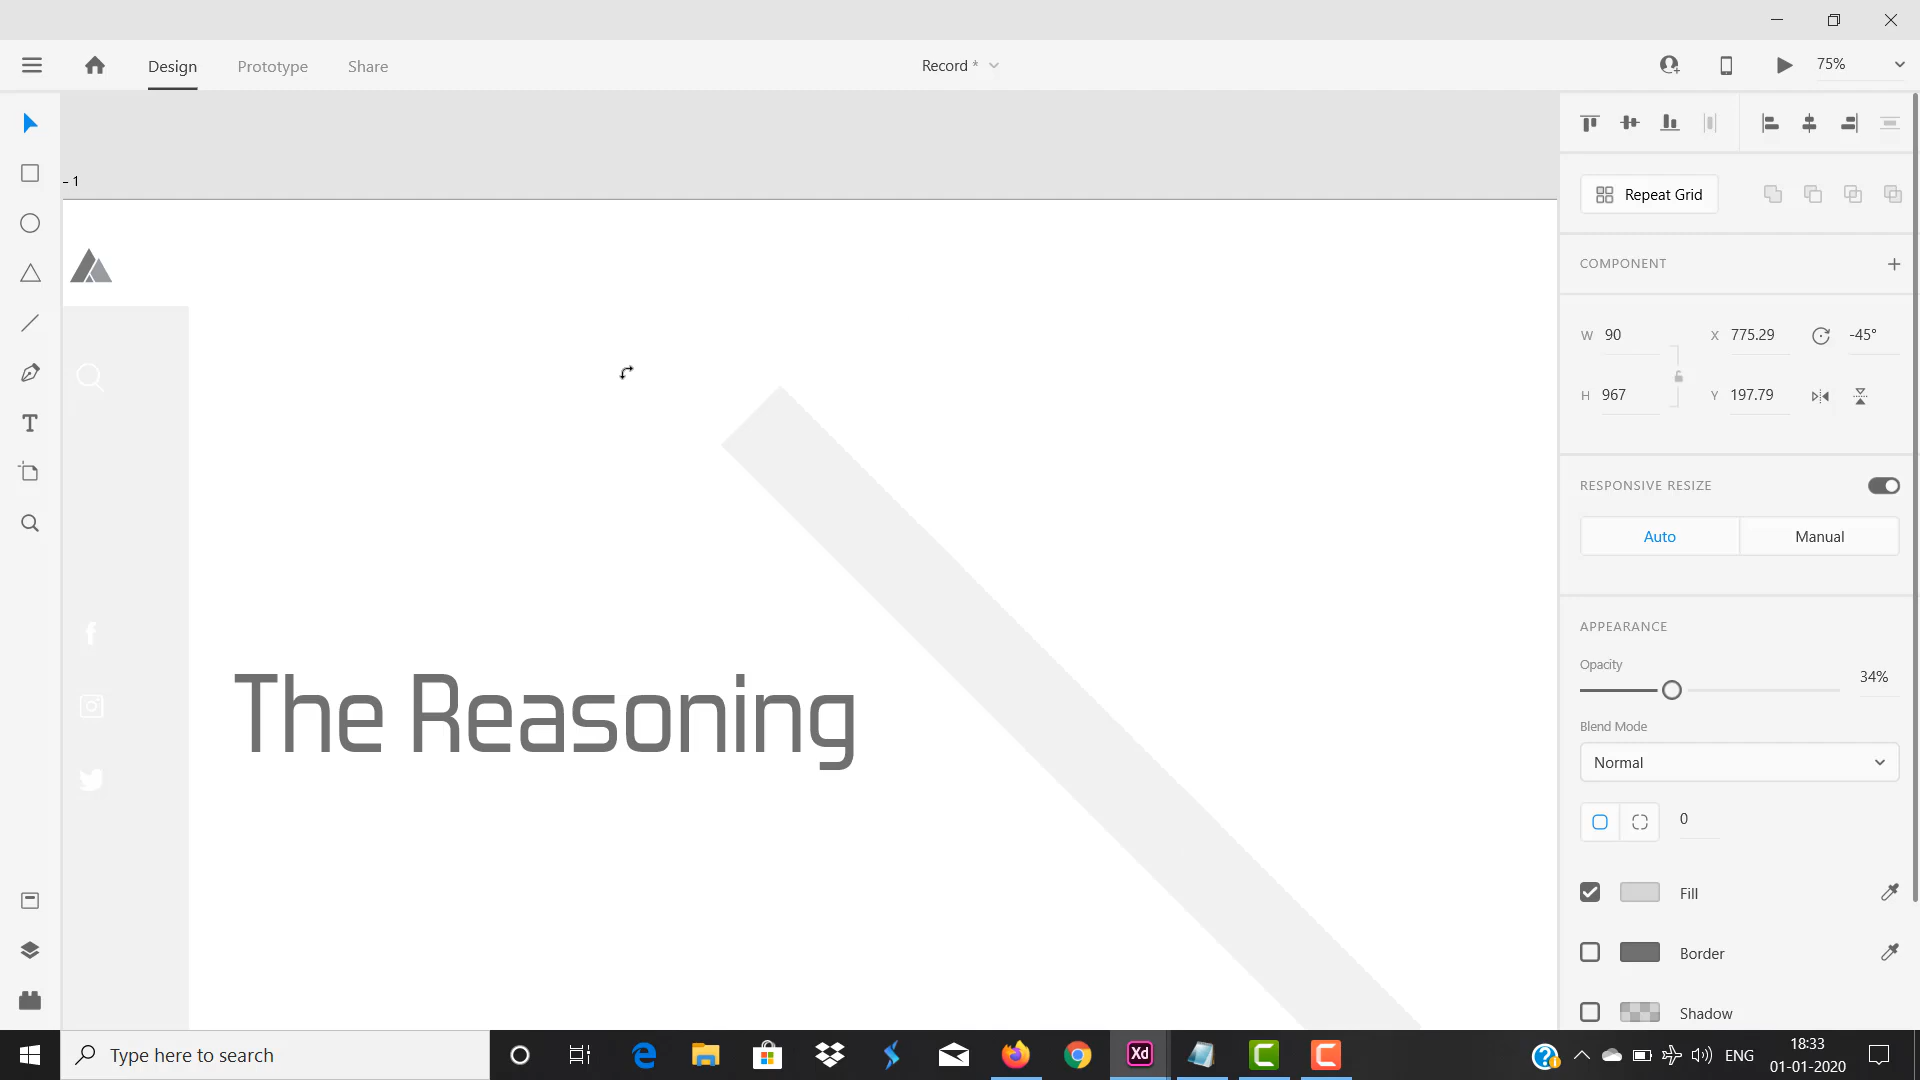 Design Prototype Share Record * 75%
– 1
Repeat Grid
COMPONENT
W 90 X 775.29 -45°
H 967 Y 197.79
RESPONSIVE RESIZE
Auto Manual
APPEARANCE
Opacity
34%
Blend Mode
Normal
0
Fill
Border
Shadow
The Reasoning
Type here to search
Xd
ENG
18:33
01-01-2020